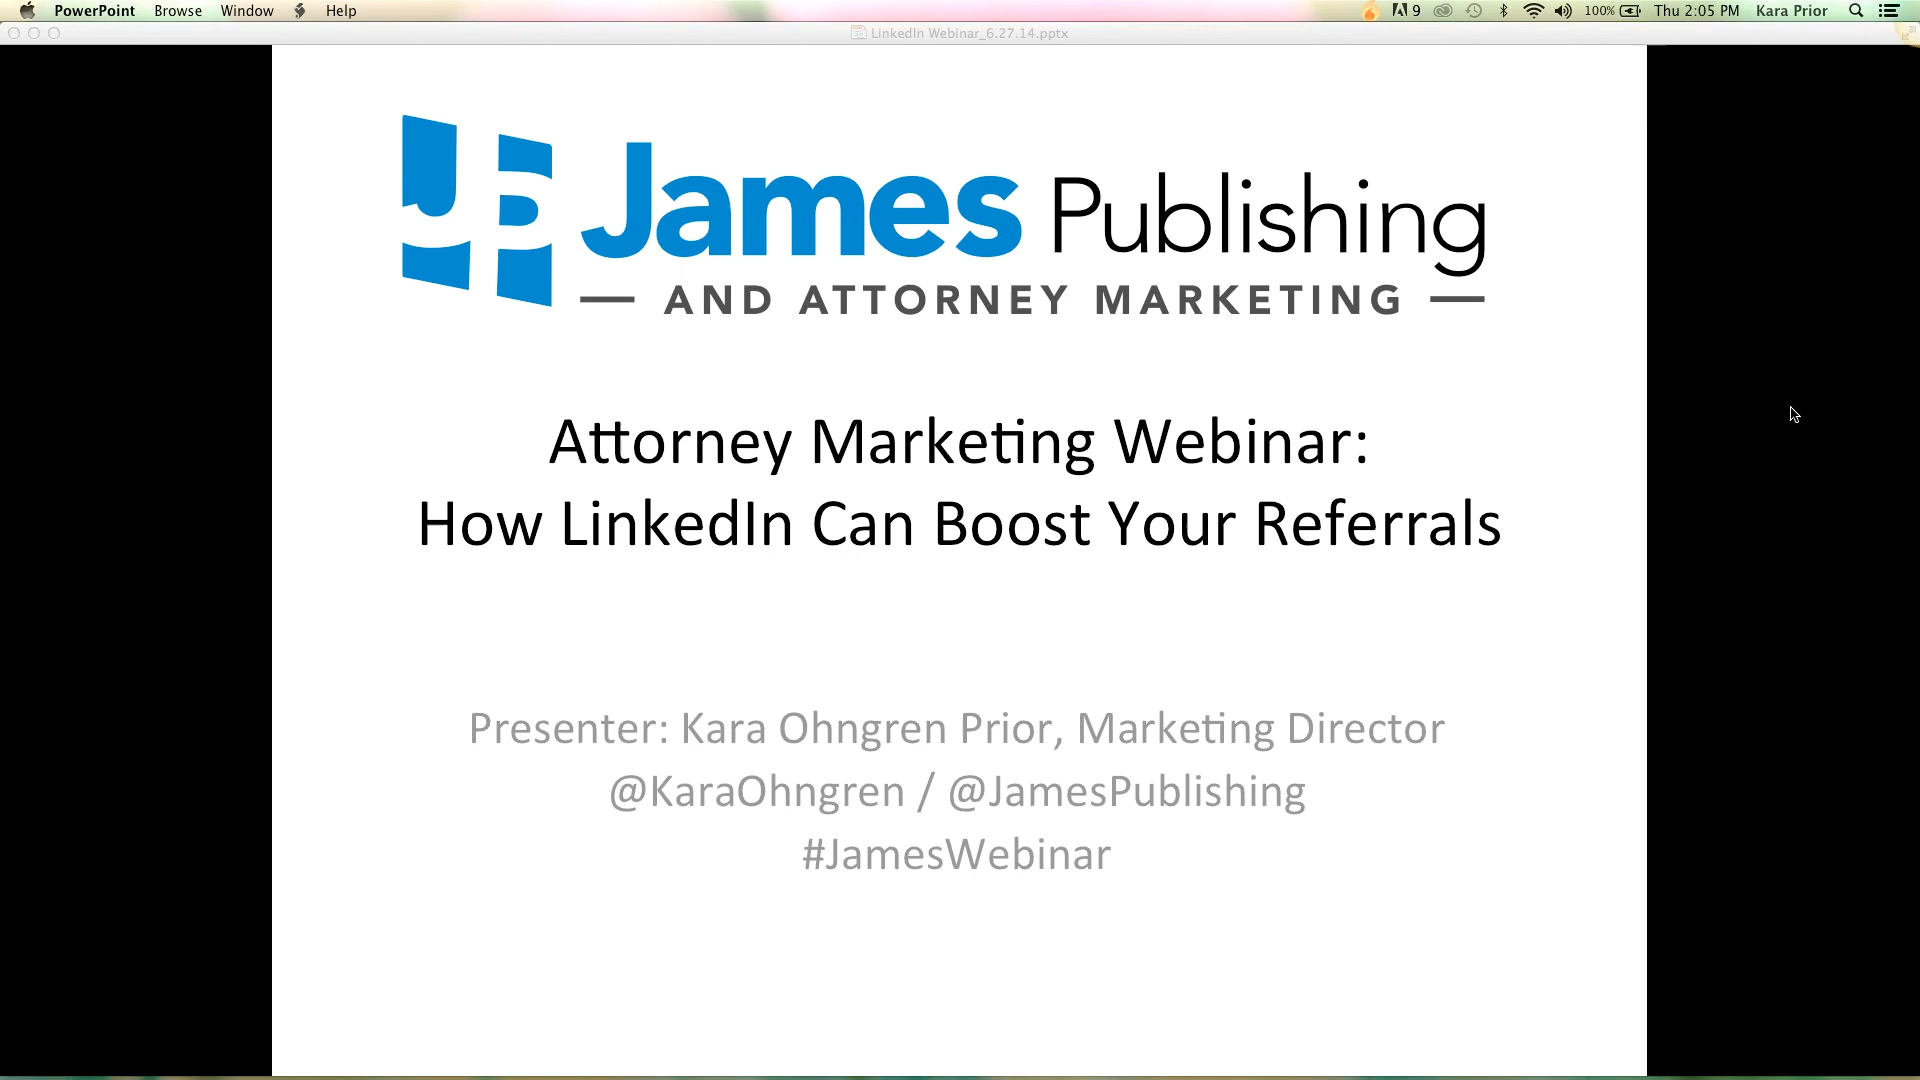 PowerPoint Browse Window Help
9 100% Thu 2:05 PM Kara Prior
LinkedIn Webinar_6.27.14.pptx
JP
James Publishing
— AND ATTORNEY MARKETING —
Attorney Marketing Webinar:
How LinkedIn Can Boost Your Referrals
Presenter: Kara Ohngren Prior, Marketing Director
@KaraOhngren / @JamesPublishing
#JamesWebinar